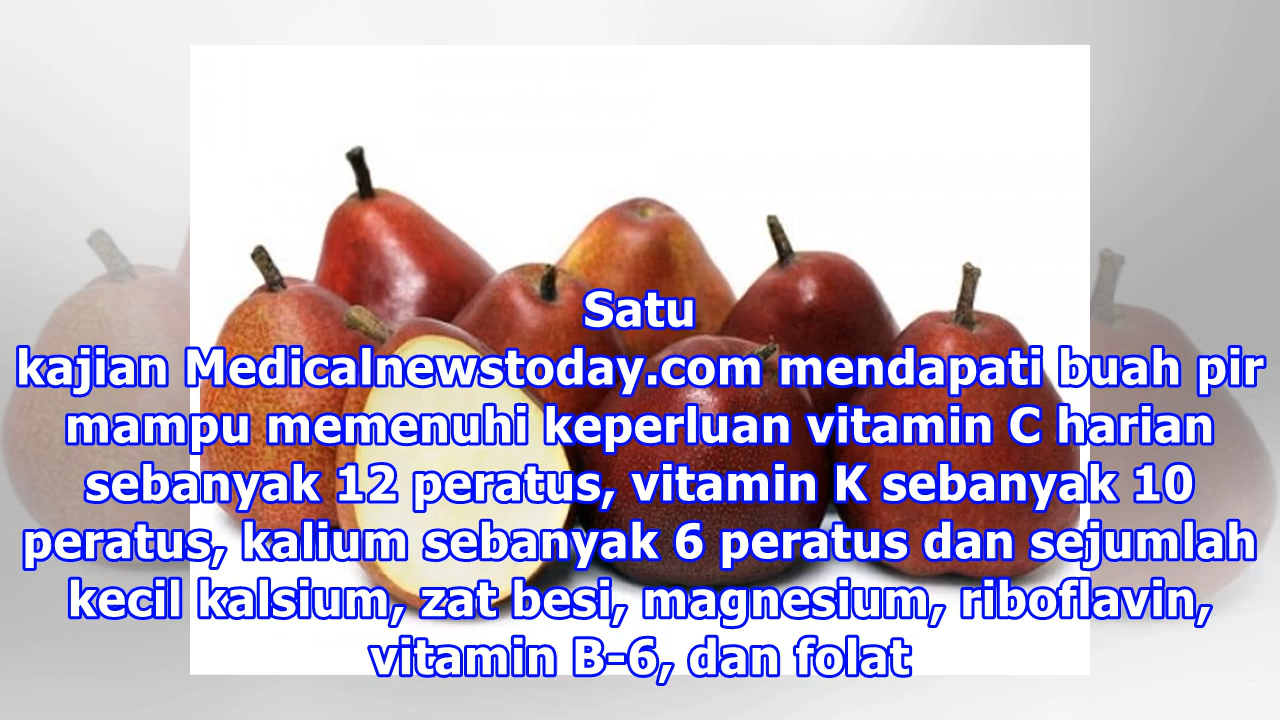 Satu
kajian Medicalnewstoday.com mendapati buah pir
mampu memenuhi keperluan vitamin C harian
sebanyak 12 peratus, vitamin K sebanyak 10
peratus, kalium sebanyak 6 peratus dan sejumlah
kecil kalsium, zat besi, magnesium, riboflavin,
vitamin B-6, dan folat